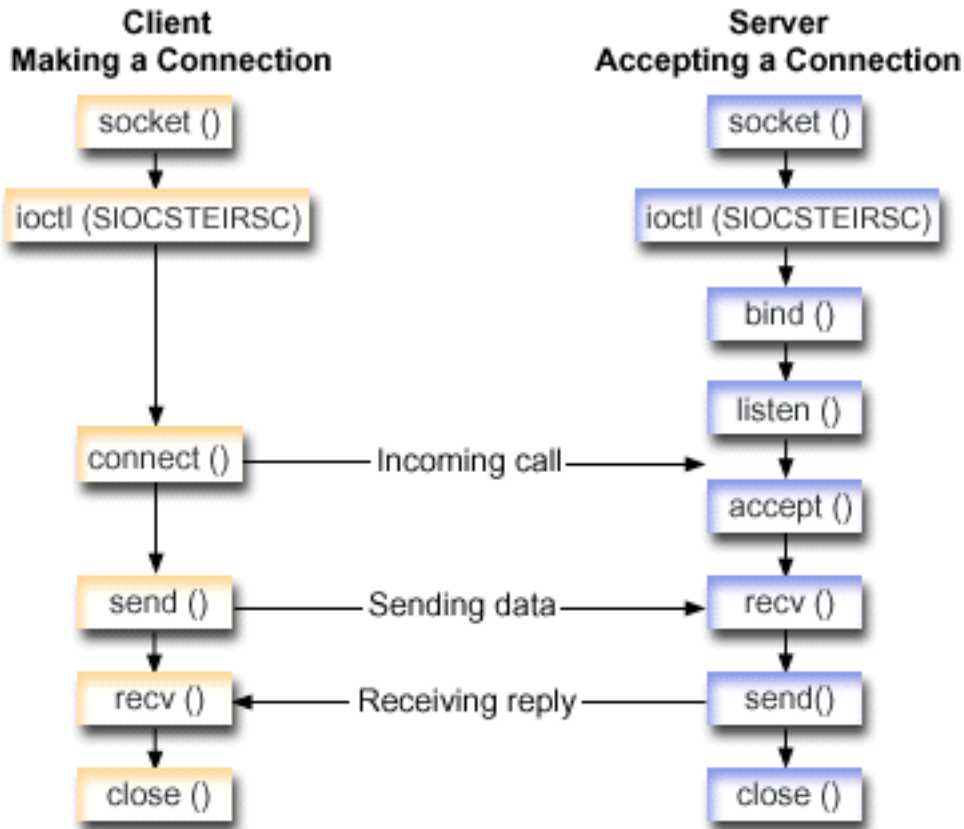 Client
Making a Connection
socket ()
ioctl (SIOCSTEIRSC)
connect ()
send ()
recv ()
close ()
Incoming call
Sending data
Receiving reply
Server
Accepting a Connection
socket ()
ioctl (SIOCSTEIRSC)
bind ()
listen ()
accept ()
recv ()
send()
close ()